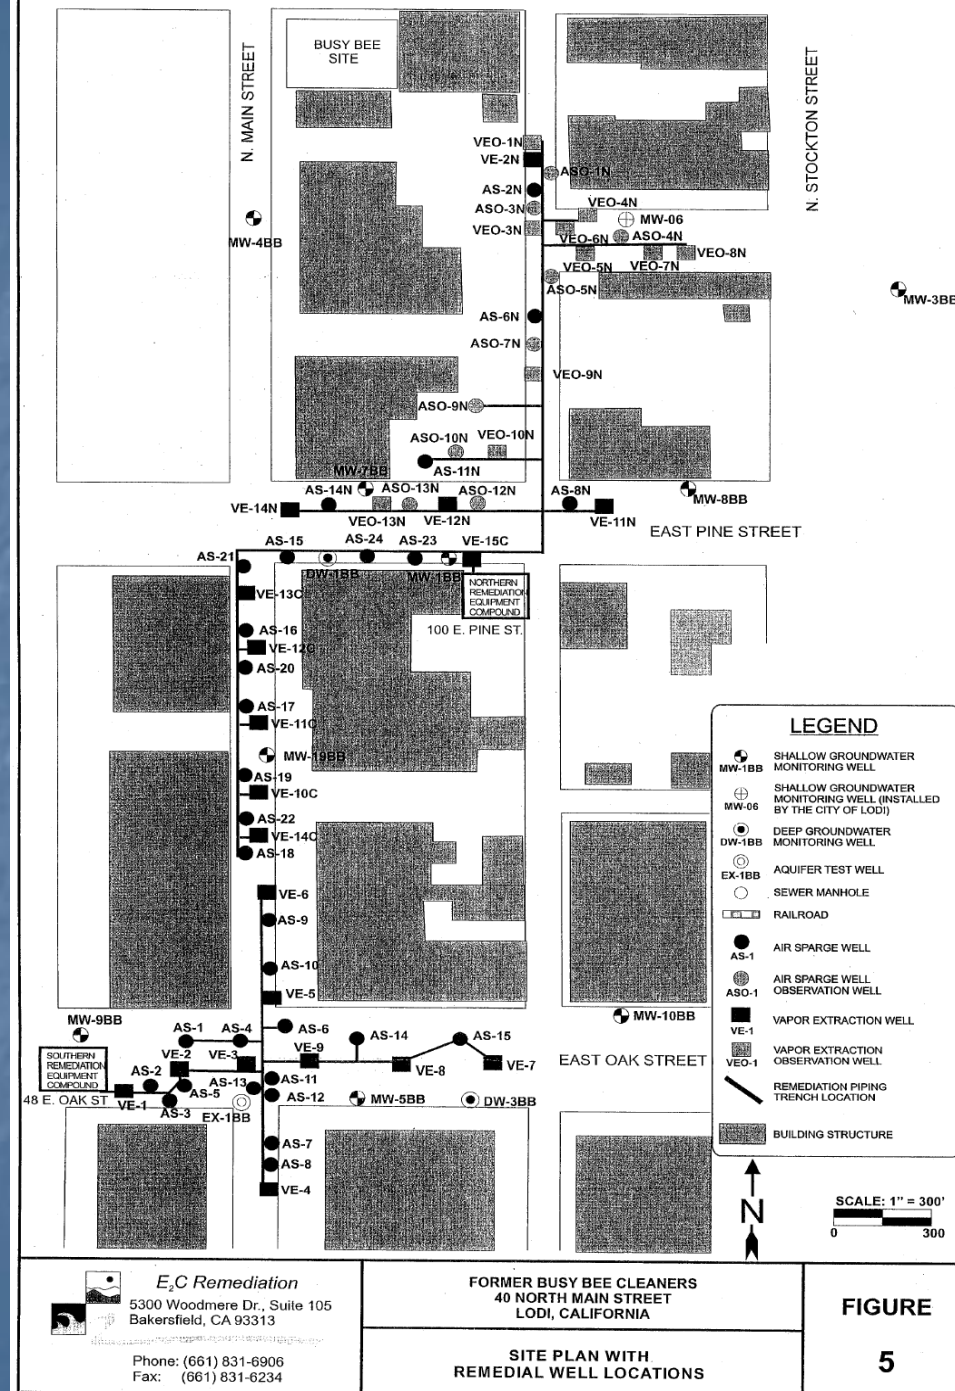 BUSY BEE
SITE
N. MAIN STREET
N. STOCKTON STREET
VEO-1N
VE-2N
ASO-1N
AS-2N
ASO-3N
VEO-4N
MW-06
VEO-3N
MW-4BB
VEO-6N
ASO-4N
VEO-8N
VEO-5N
VEO-7N
ASO-5N
MW-3BB
AS-6N
ASO-7N
VEO-9N
ASO-9N
ASO-10N
VEO-10N
MW-7BB
AS-11N
AS-14N
ASO-13N
ASO-12N
AS-8N
MW-8BB
VE-14N
VEO-13N
VE-12N
VE-11N
EAST PINE STREET
AS-21
AS-15
AS-24
AS-23
VE-15C
DW-1BB
MW-1BB
NORTHERN
REMEDIATION
EQUIPMENT
COMPOUND
100 E. PINE ST.
VE-13C
AS-16
VE-12C
AS-20
AS-17
VE-11C
MW-19BB
AS-19
VE-10C
AS-22
VE-14C
AS-18
VE-6
AS-9
AS-10
VE-5
MW-9BB
AS-1
AS-4
AS-6
AS-14
AS-15
MW-10BB
VE-2
VE-3
VE-9
VE-8
VE-7
EAST OAK STREET
SOUTHERN
REMEDIATION
EQUIPMENT
COMPOUND
48 E. OAK ST
AS-2
VE-1
AS-3
AS-5
AS-13
EX-1BB
AS-11
AS-12
MW-5BB
DW-3BB
AS-7
AS-8
VE-4
LEGEND
MW-1BB
SHALLOW GROUNDWATER
MONITORING WELL
MW-06
SHALLOW GROUNDWATER
MONITORING WELL (INSTALLED
BY THE CITY OF LODI)
DW-1BB
DEEP GROUNDWATER
MONITORING WELL
EX-1BB
AQUIFER TEST WELL
SEWER MANHOLE
RAILROAD
AS-1
AIR SPARGE WELL
ASO-1
AIR SPARGE WELL
OBSERVATION WELL
VE-1
VAPOR EXTRACTION WELL
VEO-1
VAPOR EXTRACTION
OBSERVATION WELL
REMEDIATION PIPING
TRENCH LOCATION
BUILDING STRUCTURE
N
SCALE: 1" = 300'
0 300
E₂C Remediation
5300 Woodmere Dr., Suite 105
Bakersfield, CA 93313
Phone: (661) 831-6906
Fax: (661) 831-6234
FORMER BUSY BEE CLEANERS
40 NORTH MAIN STREET
LODI, CALIFORNIA
SITE PLAN WITH
REMEDIAL WELL LOCATIONS
FIGURE
5